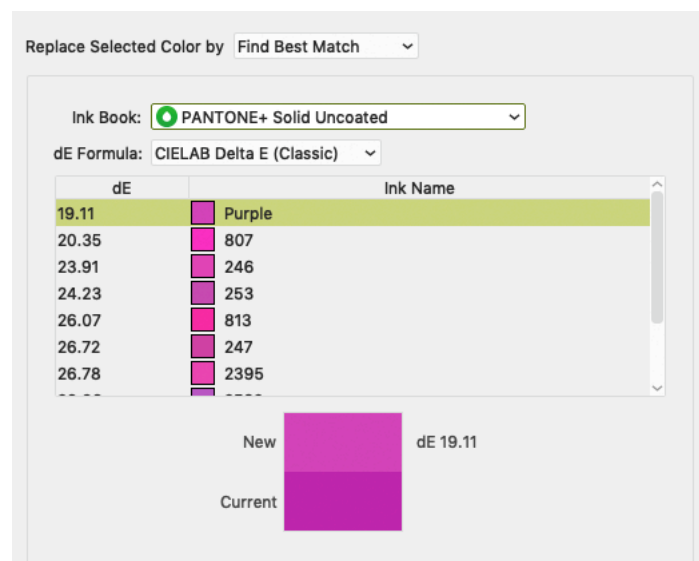 Replace Selected Color by Find Best Match
Ink Book: PANTONE+ Solid Uncoated
dE Formula: CIELAB Delta E (Classic)
dE Ink Name
19.11 Purple
20.35 807
23.91 246
24.23 253
26.07 813
26.72 247
26.78 2395
New dE 19.11
Current